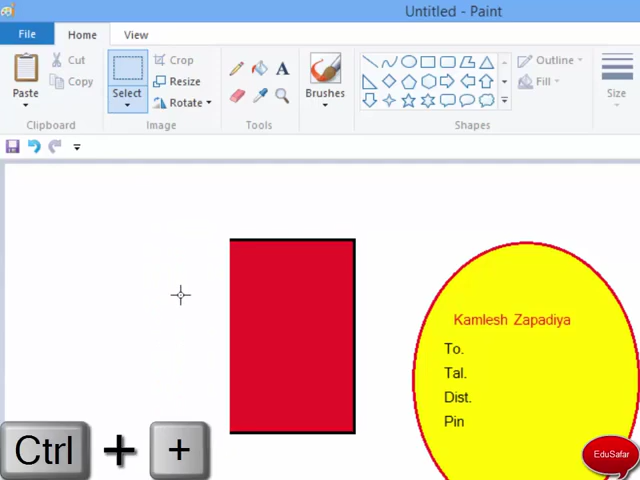 Untitled - Paint
File Home View
Paste
Cut
Copy
Clipboard
Select
Crop
Resize
Rotate
Image
A
Tools
Brushes
Outline
Fill
Shapes
Size
Kamlesh Zapadiya
To.
Tal.
Dist.
Pin
Ctrl + +
EduSafar